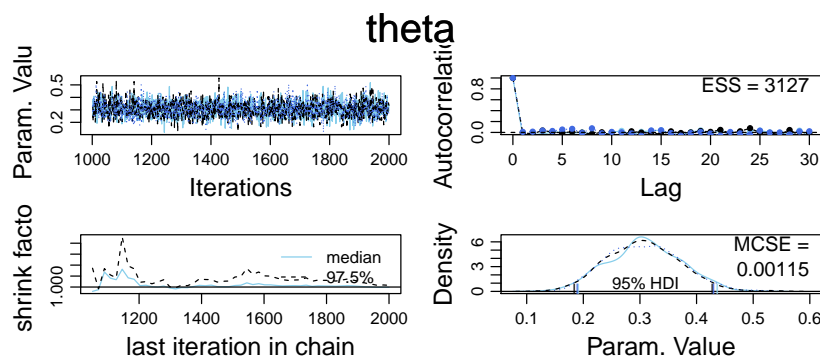 theta
Param. Valu
0.5
0.2
1000 1200 1400 1600 1800 2000
Iterations
Autocorrelatio
0.8
0.0
ESS = 3127
0 5 10 15 20 25 30
Lag
shrink facto
1.000
median
97.5%
1200 1400 1600 1800 2000
last iteration in chain
Density
6
3
0
MCSE =
0.00115
95% HDI
0.1 0.2 0.3 0.4 0.5 0.6
Param. Value